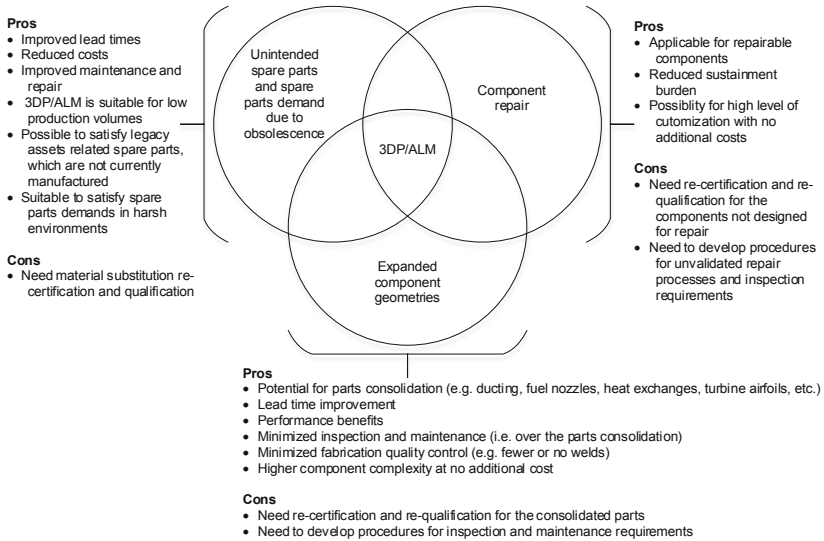 Pros
• Improved lead times
• Reduced costs
• Improved maintenance and
repair
• 3DP/ALM is suitable for low
production volumes
• Possible to satisfy legacy
assets related spare parts,
which are not currently
manufactured
• Suitable to satisfy spare
parts demands in harsh
environments
Cons
• Need material substitution re-
certification and qualification
Unintended
spare parts
and spare
parts demand
due to
obsolescence
Component
repair
3DP/ALM
Expanded
component
geometries
Pros
• Applicable for repairable
components
• Reduced sustainment
burden
• Possiblity for high level of
cutomization with no
additional costs
Cons
• Need re-certification and re-
qualification for the
components not designed
for repair
• Need to develop procedures
for unvalidated repair
processes and inspection
requirements
Pros
• Potential for parts consolidation (e.g. ducting, fuel nozzles, heat exchanges, turbine airfoils, etc.)
• Lead time improvement
• Performance benefits
• Minimized inspection and maintenance (i.e. over the parts consolidation)
• Minimized fabrication quality control (e.g. fewer or no welds)
• Higher component complexity at no additional cost
Cons
• Need re-certification and re-qualification for the consolidated parts
• Need to develop procedures for inspection and maintenance requirements